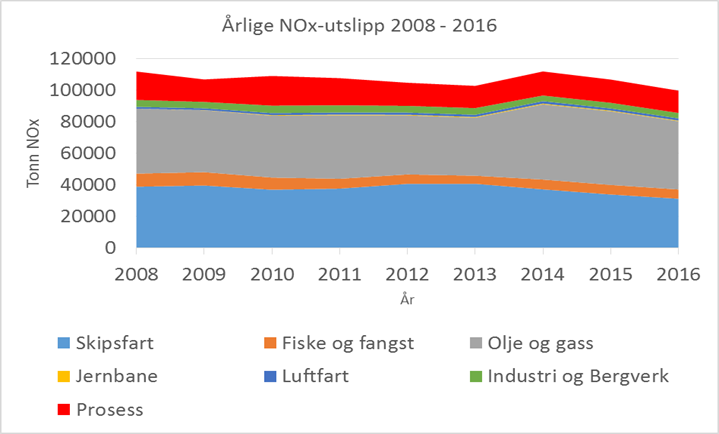 Årlige NOx-utslipp 2008 - 2016
120000
100000
80000
60000
40000
20000
0
Tonn NOx
2008 2009 2010 2011 2012 2013 2014 2015 2016
År
Skipsfart Fiske og fangst Olje og gass
Jernbane Luftfart Industri og Bergverk
Prosess